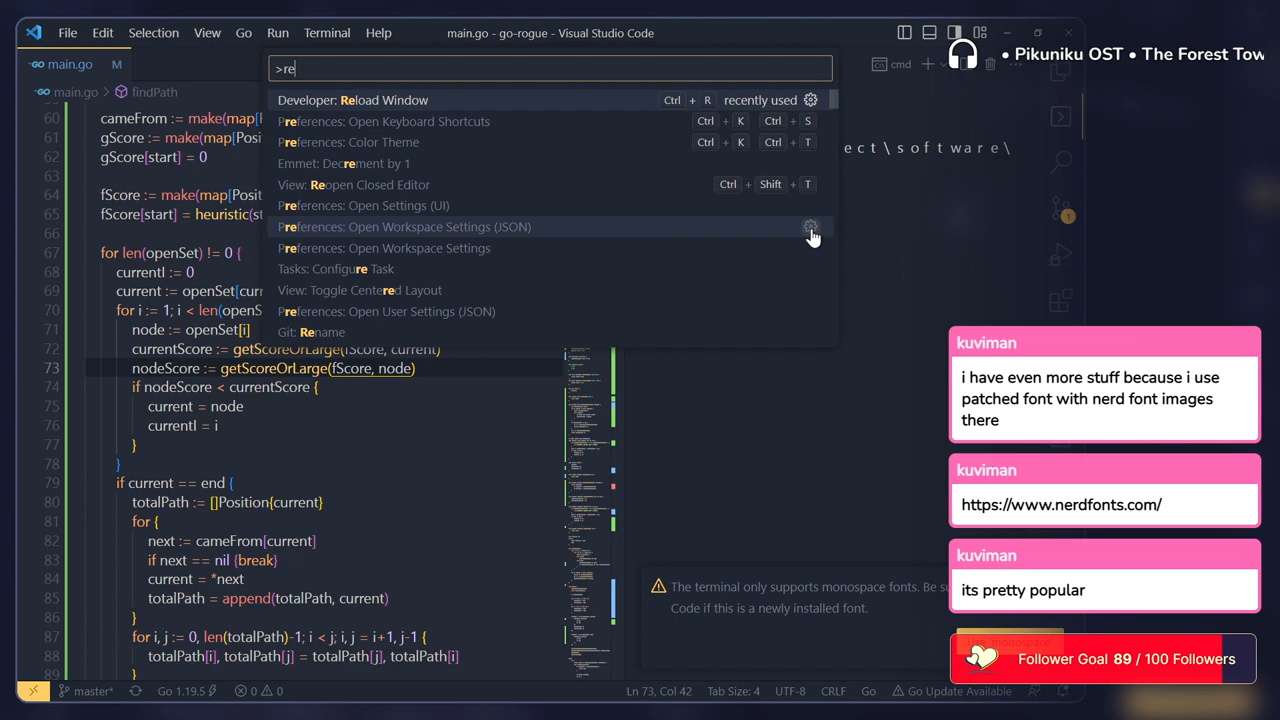 File Edit Selection View Go Run Terminal Help
main.go - go-rogue - Visual Studio Code
• Pikuniku OST • The Forest Tow
main.go M
cmd
>re
main.go > findPath
Developer: Reload Window Ctrl + R recently used
Preferences: Open Keyboard Shortcuts Ctrl + K Ctrl + S
Preferences: Color Theme Ctrl + K Ctrl + T
Emmet: Decrement by 1
View: Reopen Closed Editor Ctrl + Shift + T
Preferences: Open Settings (UI)
Preferences: Open Workspace Settings (JSON)
Preferences: Open Workspace Settings
Tasks: Configure Task
View: Toggle Centered Layout
Preferences: Open User Settings (JSON)
Git: Rename
60 cameFrom := make(map[Posit
61 gScore := make(map[Positi
62 gScore[start] = 0
63
64 fScore := make(map[Positi
65 fScore[start] = heuristic(st
66
67 for len(openSet) != 0 {
68 currentI := 0
69 current := openSet[curr
70 for i := 1; i < len(openS
71 node := openSet[i]
72 currentScore := getScoreOrLarge(fScore, current)
73 nodeScore := getScoreOrLarge(fScore, node)
74 if nodeScore < currentScore {
75 current = node
76 currentI = i
77 }
78 }
79 if current == end {
80 totalPath := []Position{current}
81 for {
82 next := cameFrom[current]
83 if next == nil {break}
84 current = *next
85 totalPath = append(totalPath, current)
86 }
87 for i, j := 0, len(totalPath)-1; i < j; i, j = i+1, j-1 {
88 totalPath[i], totalPath[j] = totalPath[j], totalPath[i]
89
ect\software\
1
The terminal only supports monospace fonts. Be su
Code if this is a newly installed font.
Use 'monospace'
kuviman
i have even more stuff because i use
patched font with nerd font images
there
kuviman
https://www.nerdfonts.com/
kuviman
its pretty popular
Follower Goal 89 / 100 Followers
master* Go 1.19.5 0 0 Ln 73, Col 42 Tab Size: 4 UTF-8 CRLF Go Go Update Available